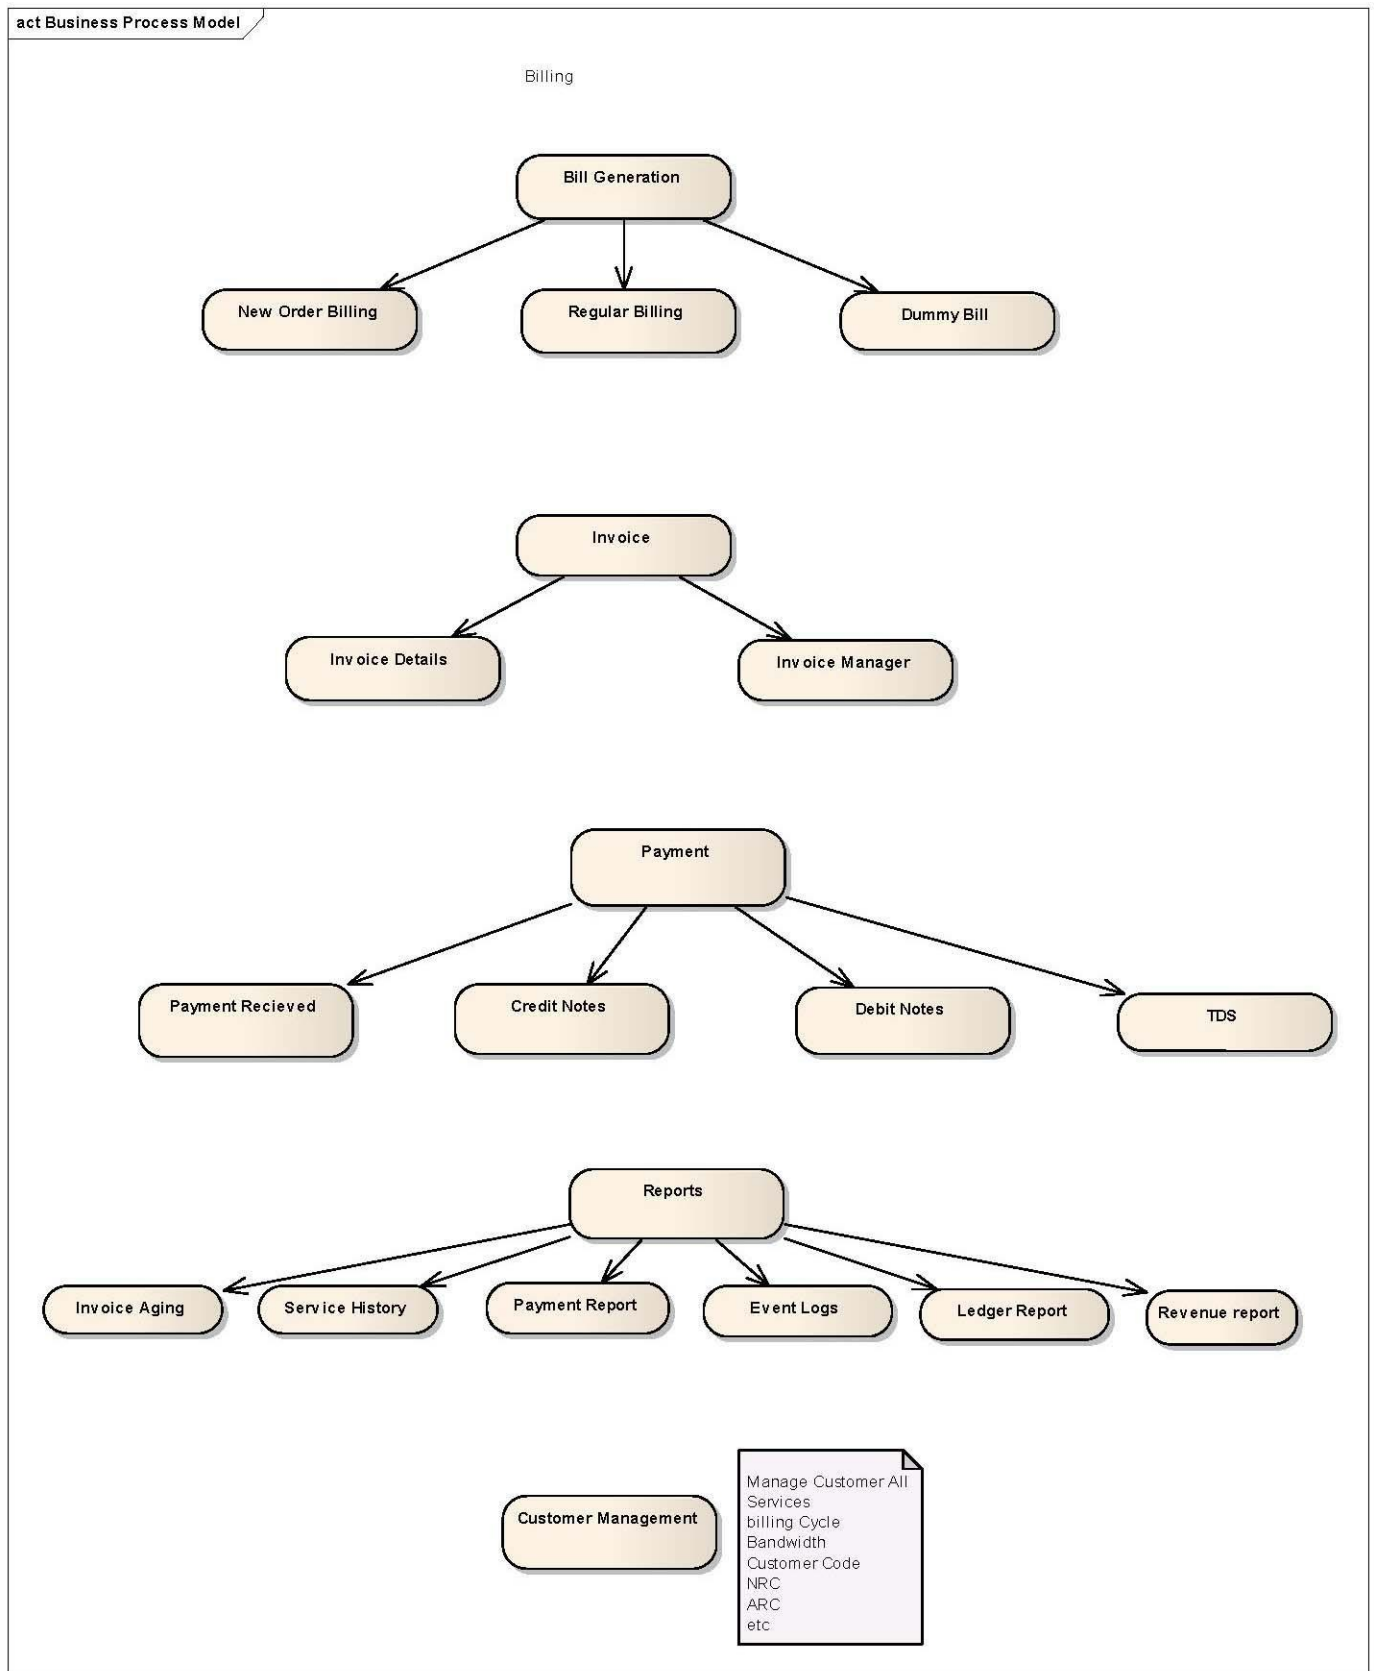 act Business Process Model
Billing
Bill Generation
New Order Billing
Regular Billing
Dummy Bill
Invoice
Invoice Details
Invoice Manager
Payment
Payment Recieved
Credit Notes
Debit Notes
TDS
Reports
Invoice Aging
Service History
Payment Report
Event Logs
Ledger Report
Revenue report
Customer Management
Manage Customer All
Services
billing Cycle
Bandwidth
Customer Code
NRC
ARC
etc